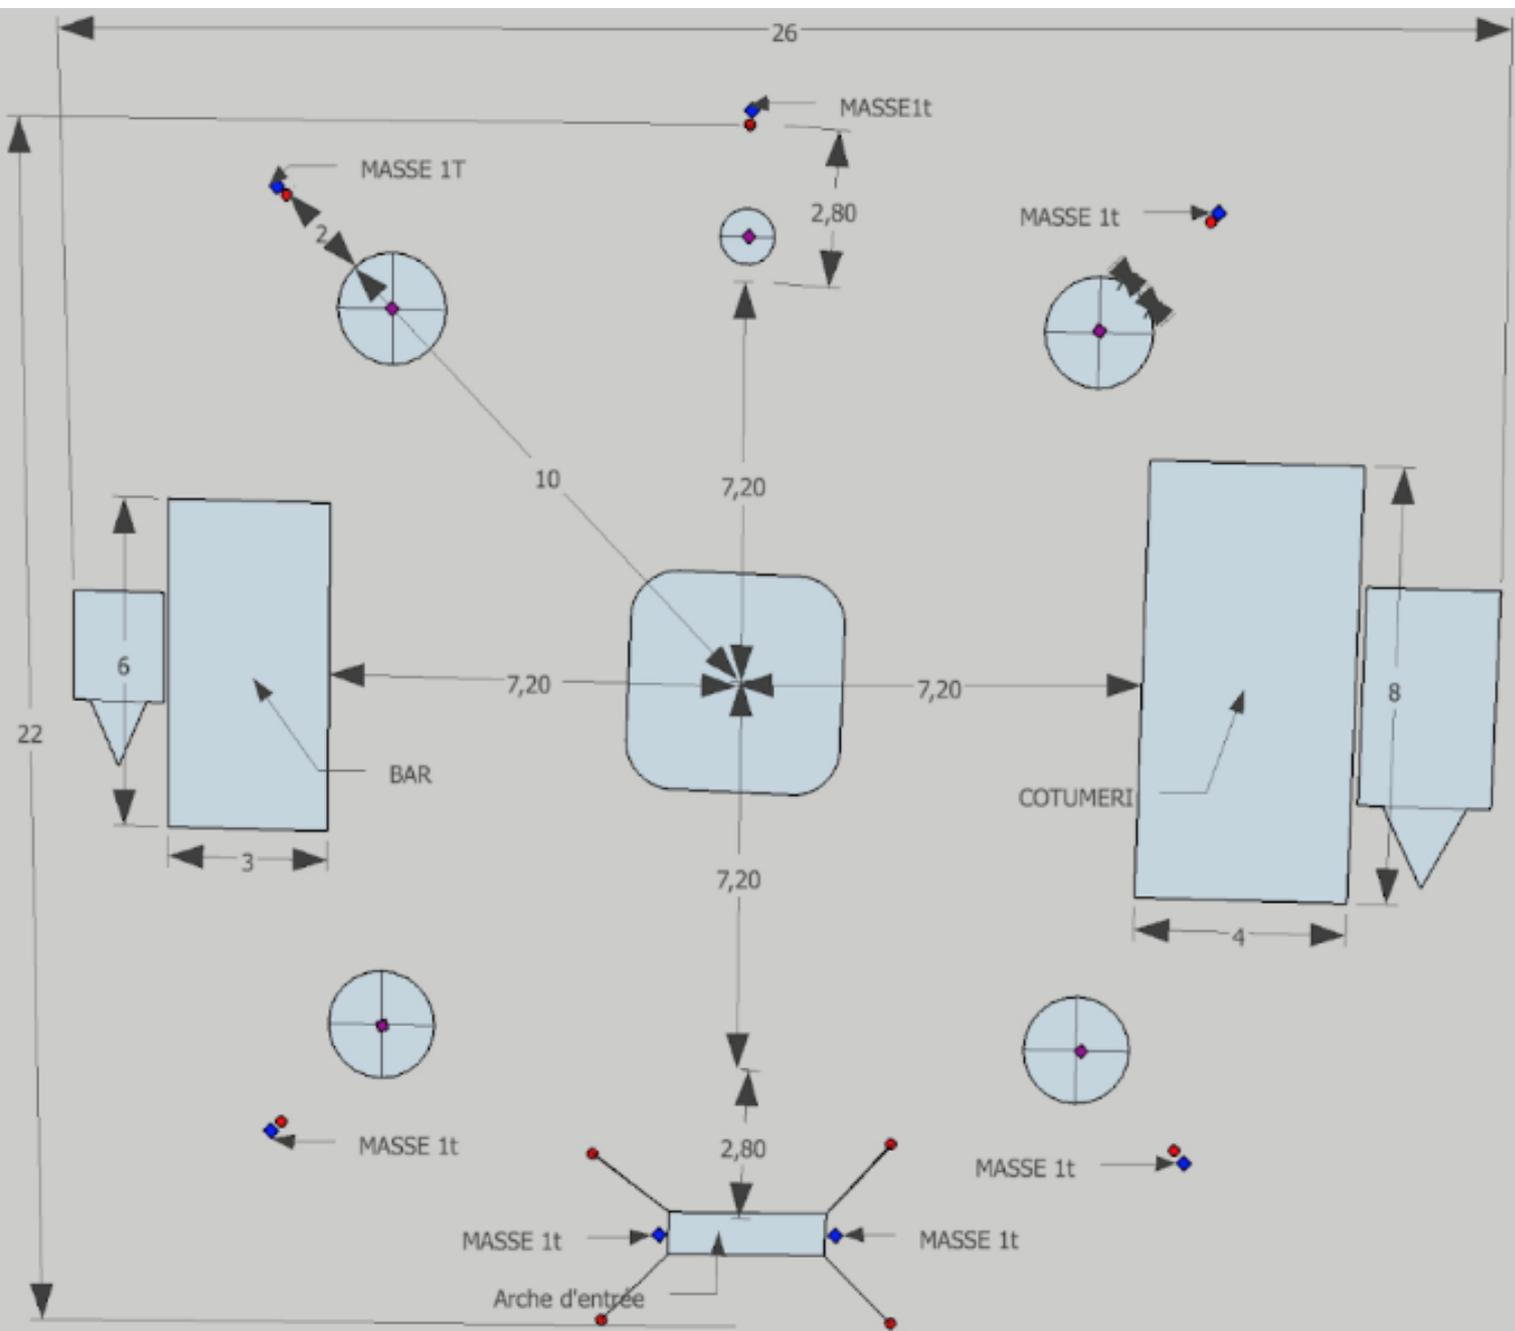 26
MASSE1t
MASSE 1T
2,80
MASSE 1t
2
10
7,20
6
7,20
7,20
8
22
BAR
COTUMERI
3
7,20
4
MASSE 1t
2,80
MASSE 1t
MASSE 1t
MASSE 1t
Arche d'entrée